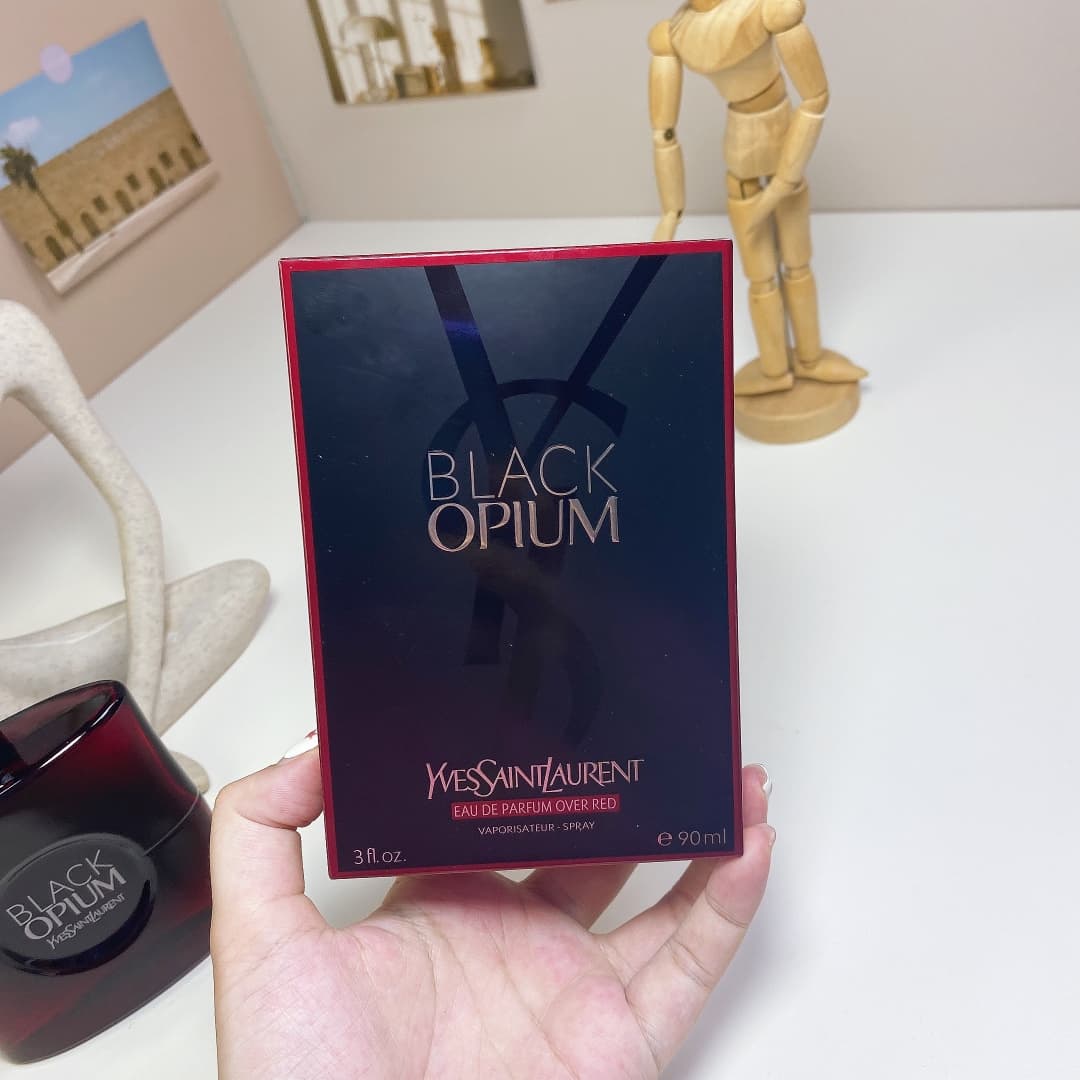 BLACK
OPIUM
YVESSAINTLAURENT
EAU DE PARFUM OVER RED
VAPORISATEUR - SPRAY
3 fl. oz.
e 90 ml
BLACK
OPIUM
YVESSAINTLAURENT